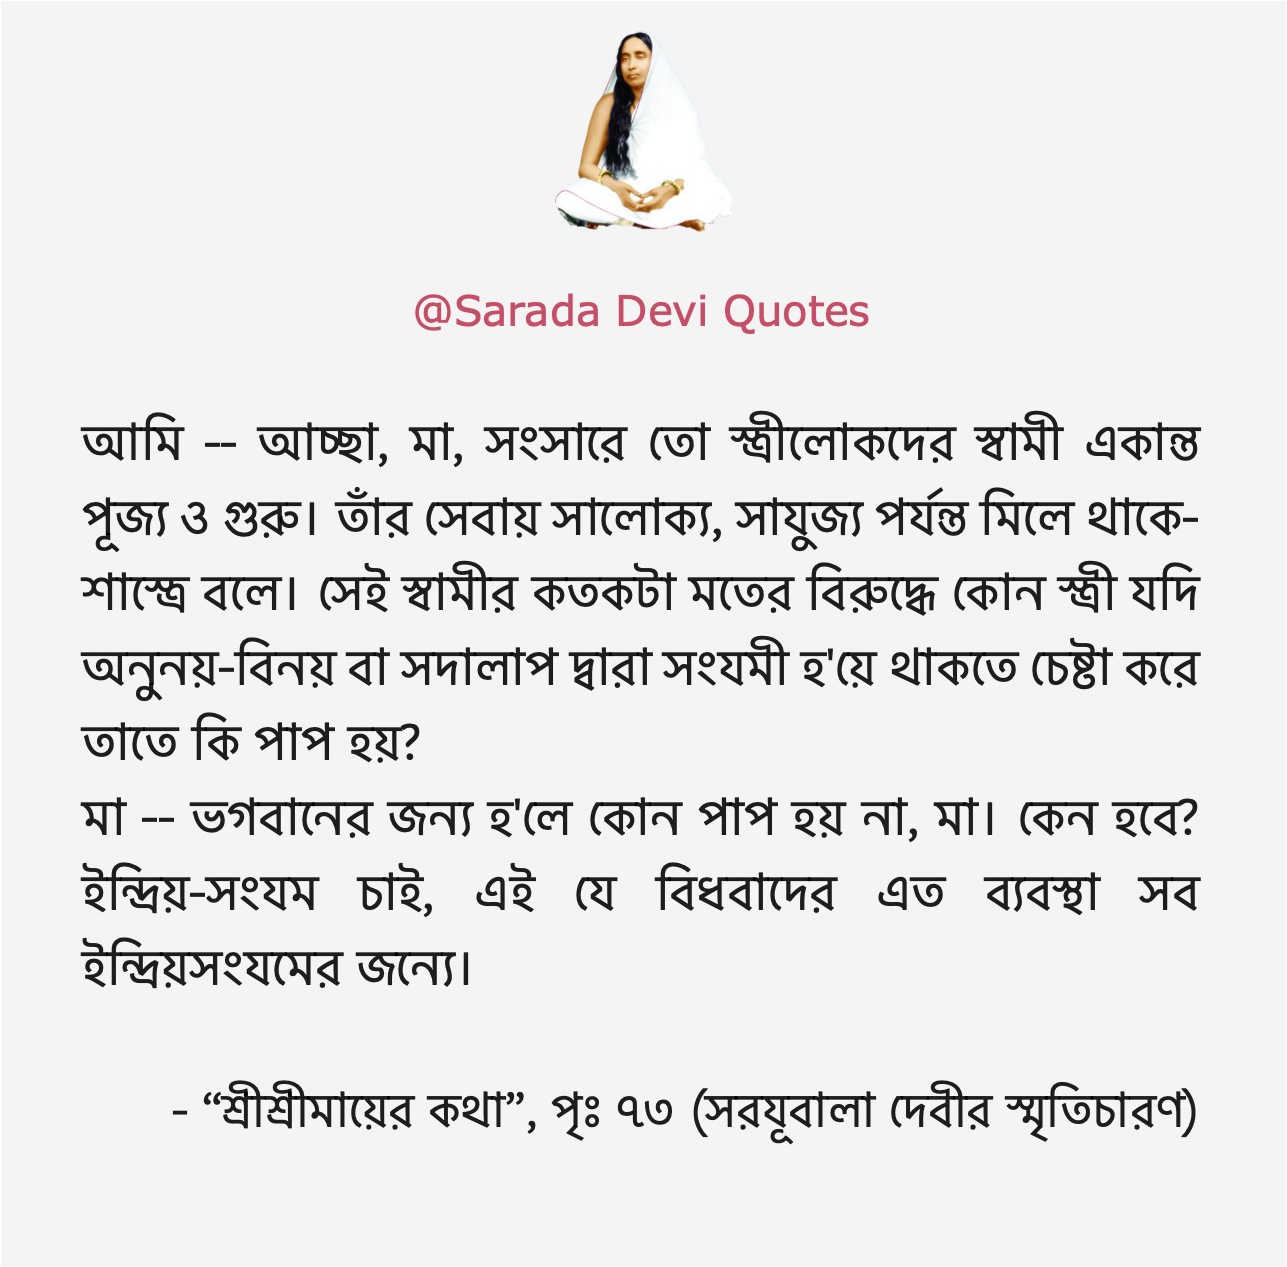 @Sarada Devi Quotes
আমি -- আচ্ছা, মা, সংসারে তো স্ত্রীলোকদের স্বামী একান্ত
পূজ্য ও গুরু। তাঁর সেবায় সালোক্য, সাযুজ্য পর্যন্ত মিলে থাকে-
শাস্ত্রে বলে। সেই স্বামীর কতকটা মতের বিরুদ্ধে কোন স্ত্রী যদি
অনুনয়-বিনয় বা সদালাপ দ্বারা সংযমী হ'য়ে থাকতে চেষ্টা করে
তাতে কি পাপ হয়?
মা -- ভগবানের জন্য হ'লে কোন পাপ হয় না, মা। কেন হবে?
ইন্দ্রিয়-সংযম চাই, এই যে বিধবাদের এত ব্যবস্থা সব
ইন্দ্রিয়সংযমের জন্যে।
- “শ্রীশ্রীমায়ের কথা”, পৃঃ ৭৩ (সরযূবালা দেবীর স্মৃতিচারণ)